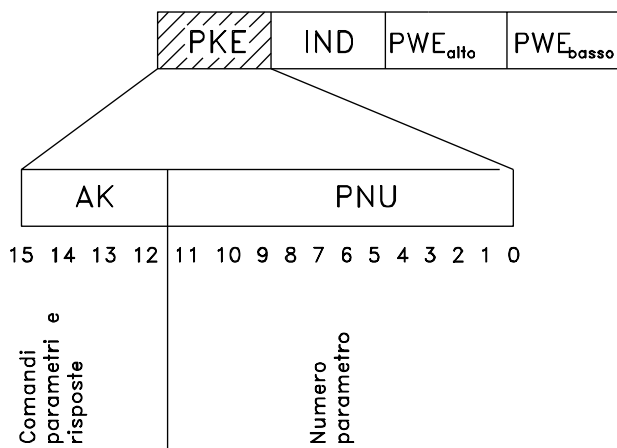 PKE IND PWEalto PWEbasso
AK PNU
15 14 13 12 11 10 9 8 7 6 5 4 3 2 1 0
Comandi
parametri e
risposte
Numero
parametro